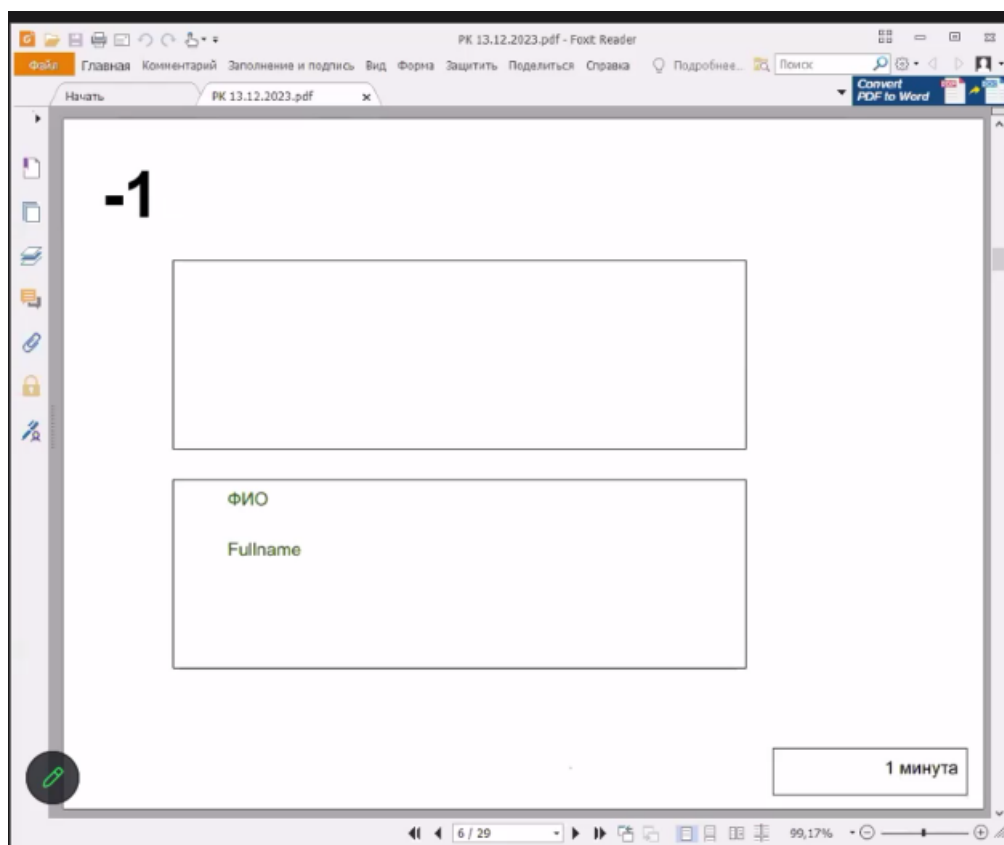 РК 13.12.2023.pdf - Foxit Reader
Файл Главная Комментарий Заполнение и подпись Вид Форма Защитить Поделиться Справка Подробнее... Поиск
Начать РК 13.12.2023.pdf
Convert
PDF to Word
-1
ФИО
Fullname
1 минута
6 / 29 99,17%